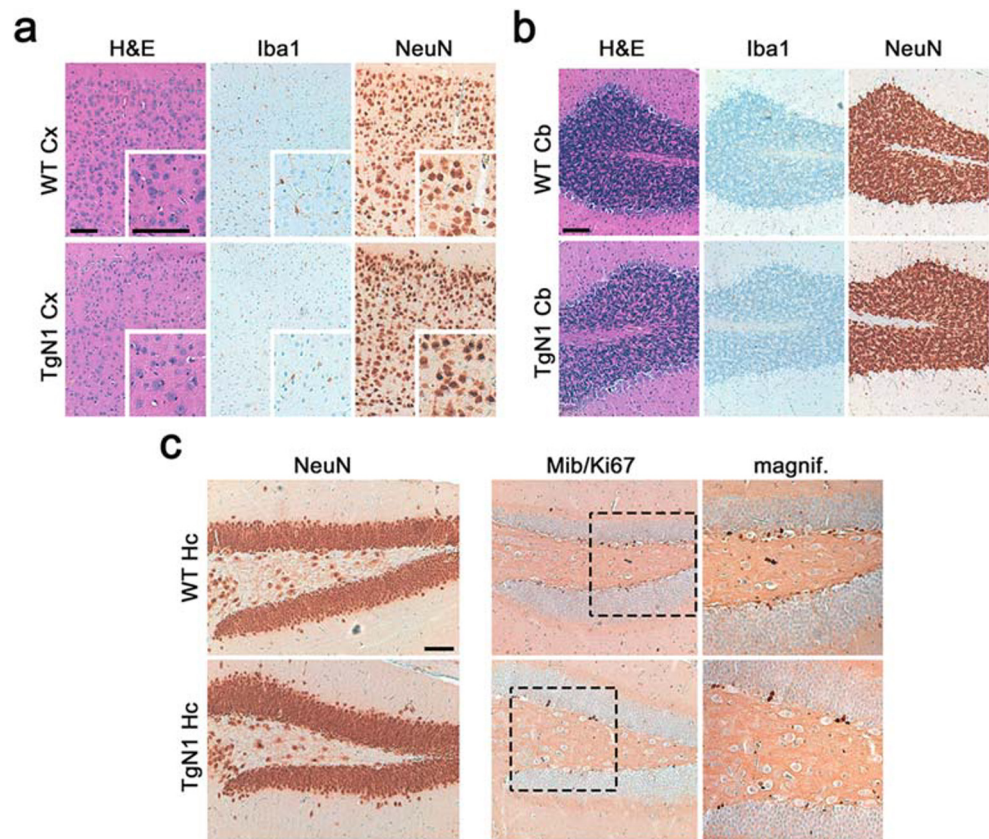 a
H&E Iba1 NeuN
WT Cx
TgN1 Cx
b
H&E Iba1 NeuN
WT Cb
TgN1 Cb
c
NeuN Mib/Ki67 magnif.
WT Hc
TgN1 Hc